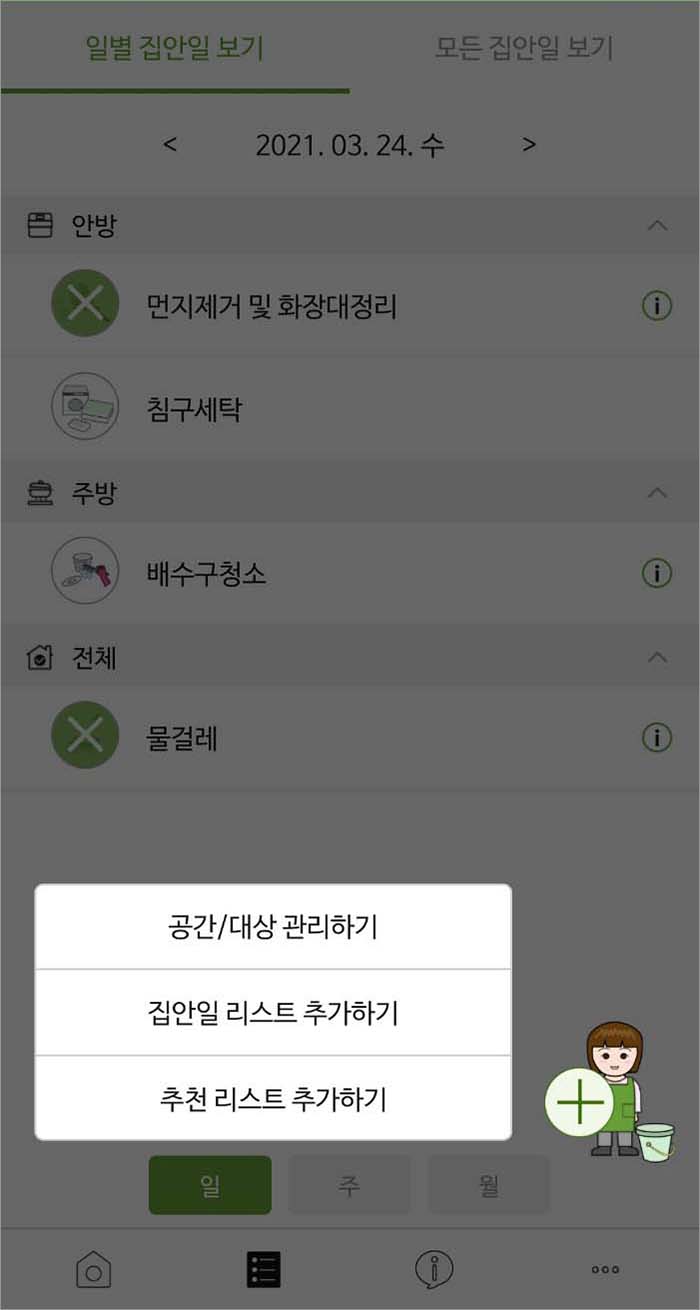 일별 집안일 보기
모든 집안일 보기
< 2021. 03. 24. 수 >
안방
먼지제거 및 화장대정리
침구세탁
주방
배수구청소
전체
물걸레
공간/대상 관리하기
집안일 리스트 추가하기
추천 리스트 추가하기
일
주
월